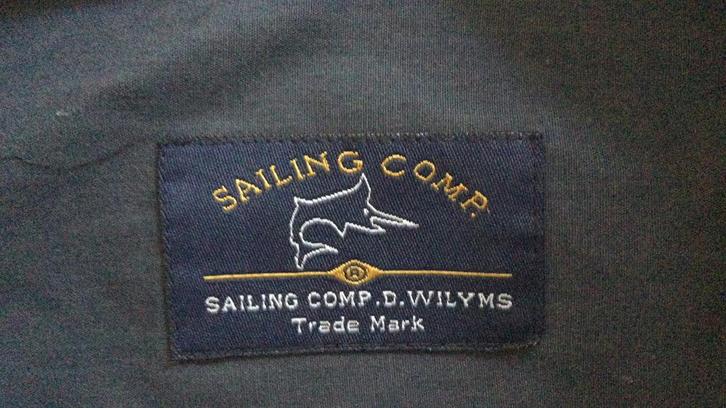 SAILING COMP.
®
SAILING COMP.D.WILYMS
Trade Mark